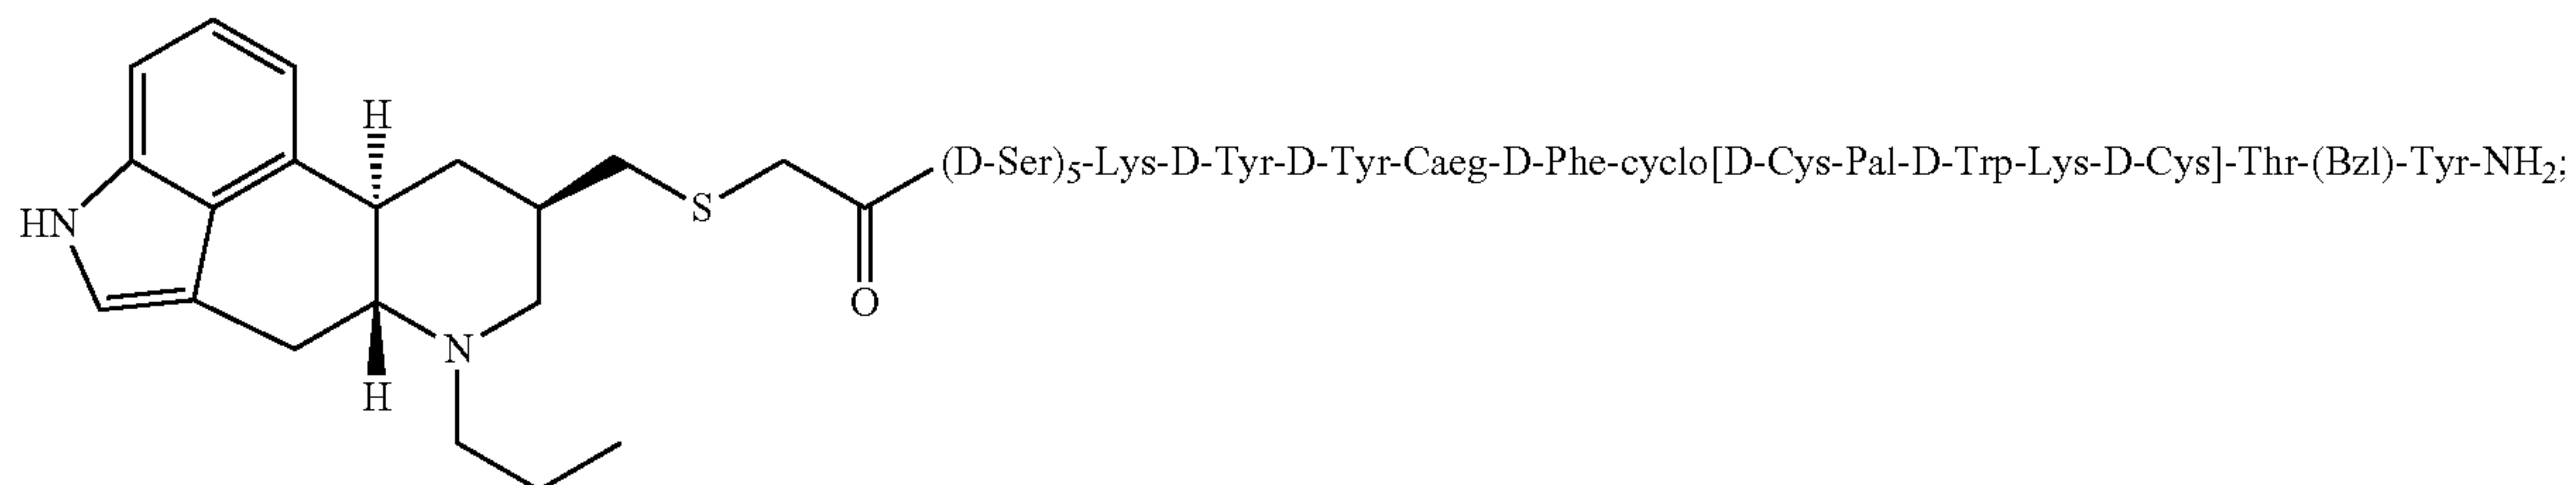 H
(D-Ser)5-Lys-D-Tyr-D-Tyr-Caeg-D-Phe-cyclo[D-Cys-Pal-D-Trp-Lys-D-Cys]-Thr-(Bzl)-Tyr-NH2;
HN
S
O
N
H